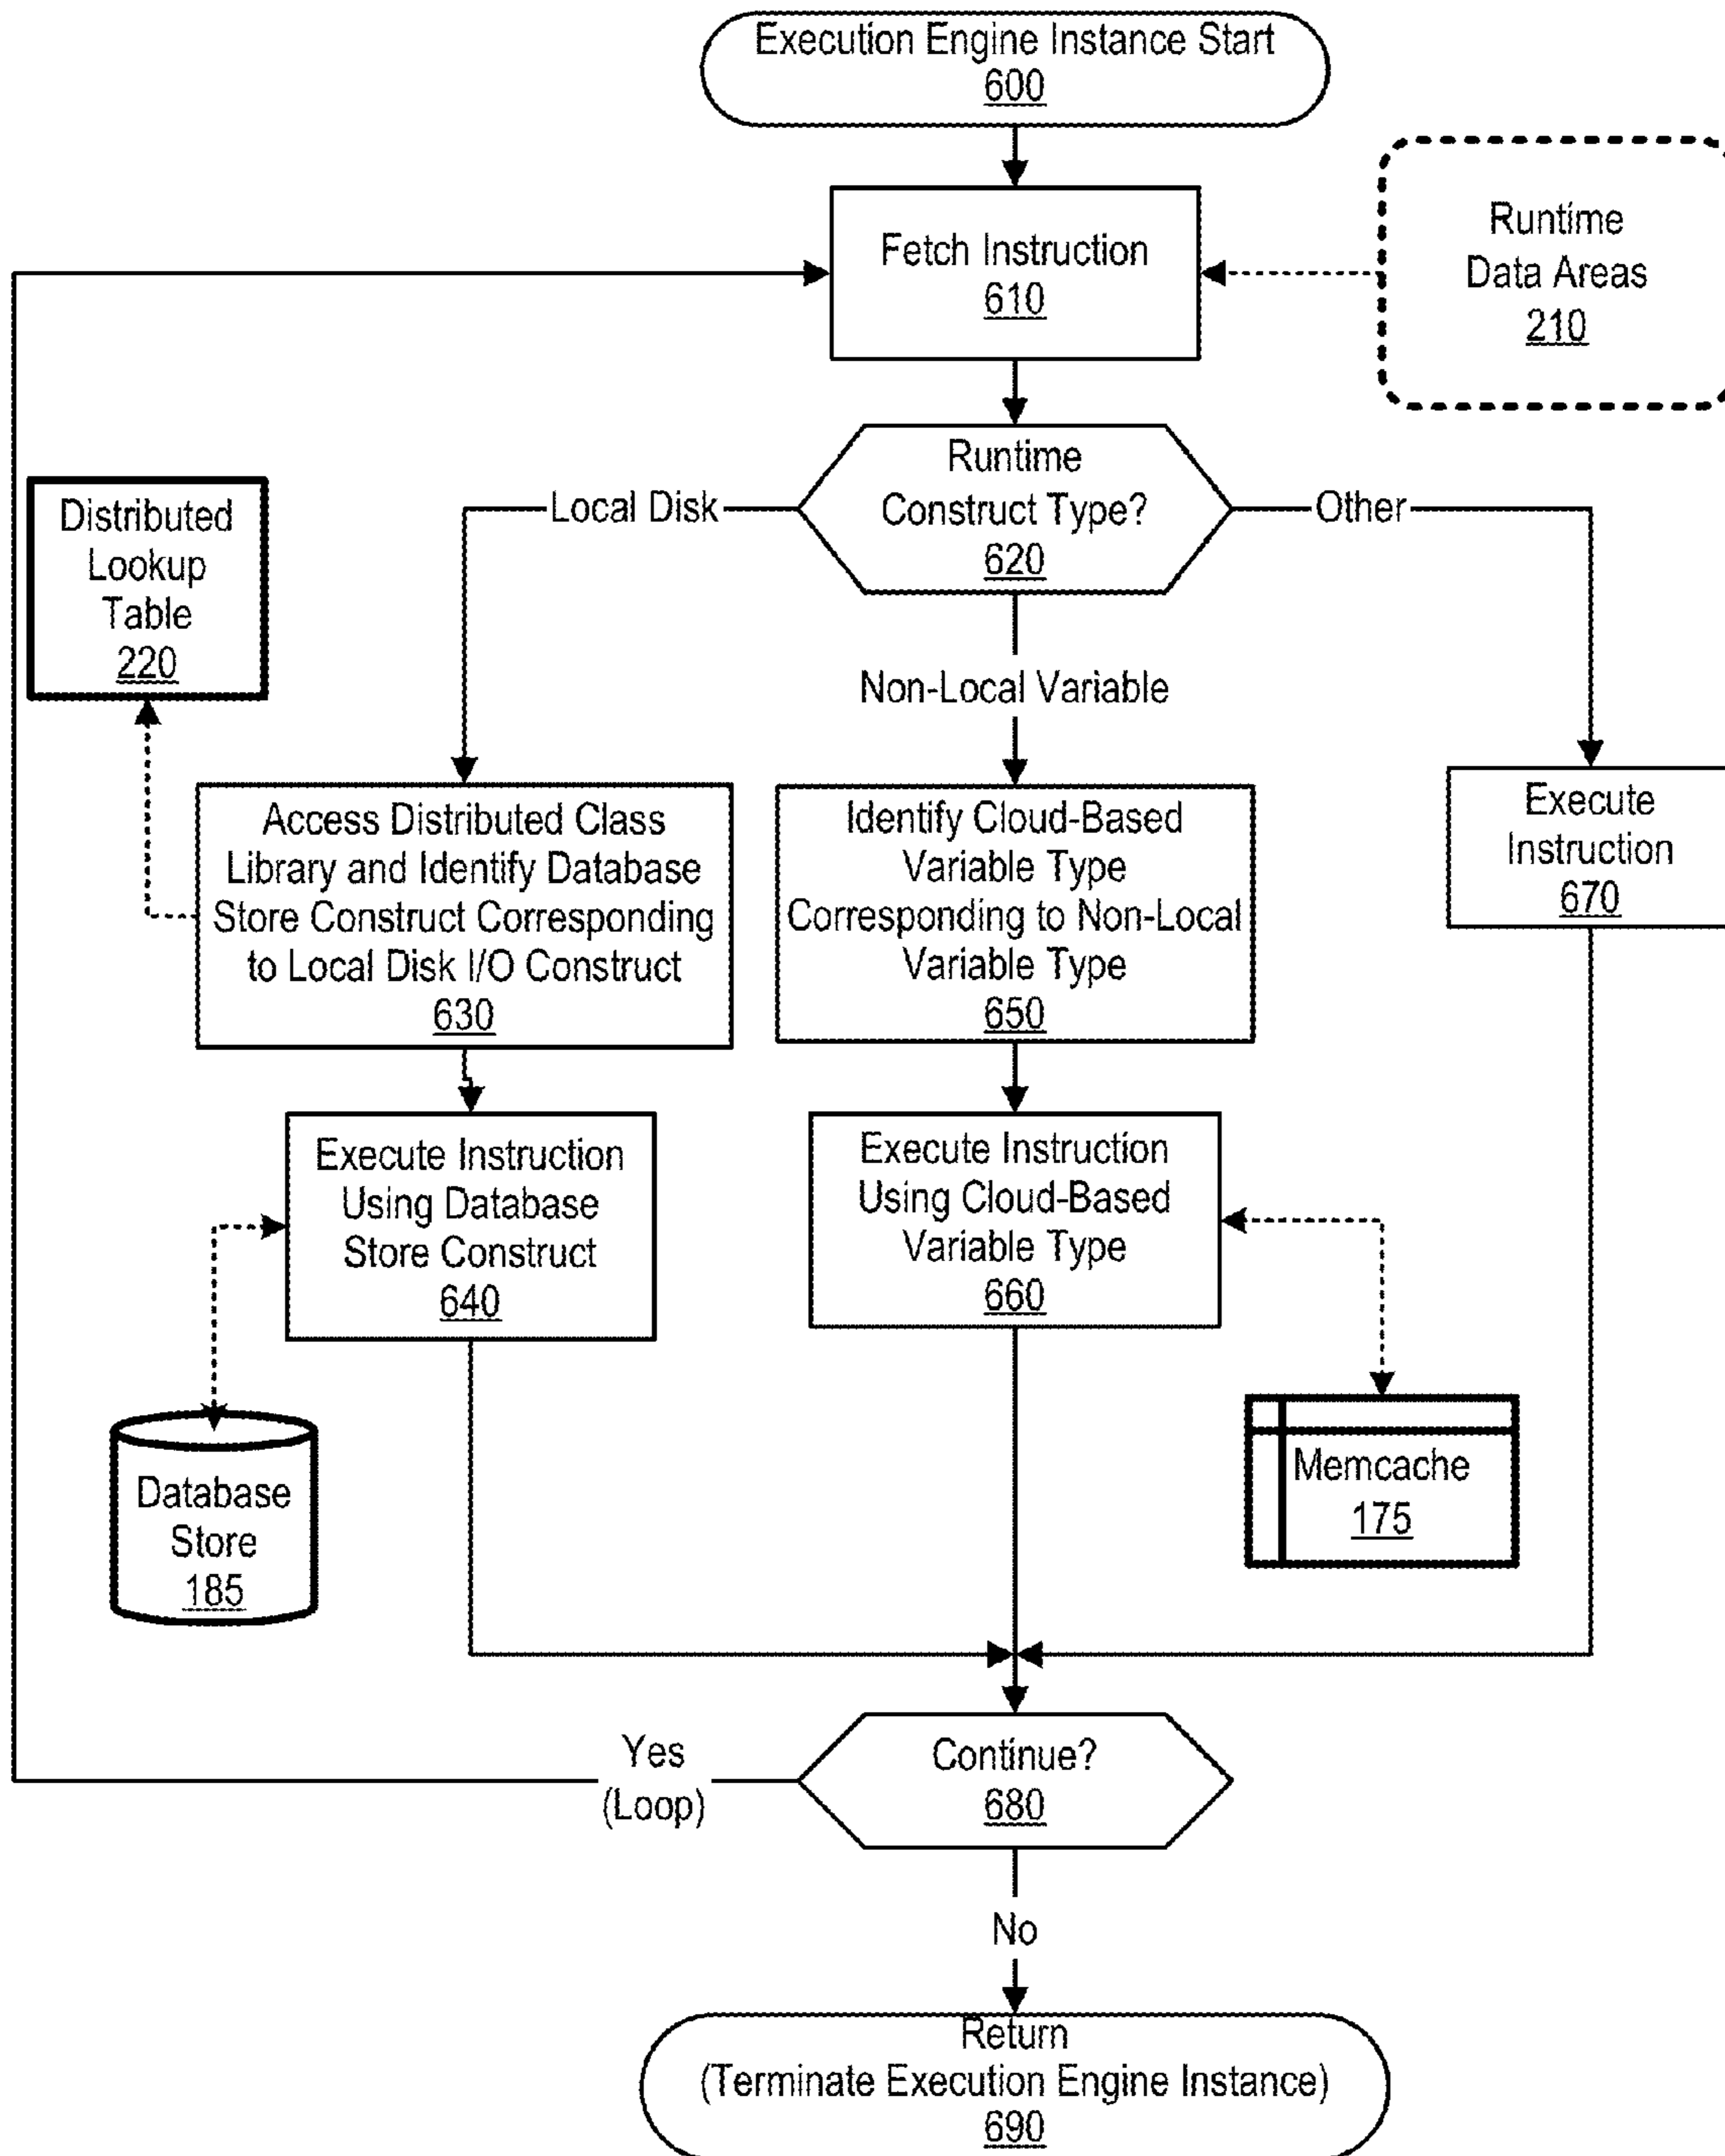 Execution Engine Instance Start
600
Fetch Instruction
610
Runtime
Data Areas
210
Runtime
Construct Type?
620
Local Disk
Other
Non-Local Variable
Distributed
Lookup
Table
220
Access Distributed Class
Library and Identify Database
Store Construct Corresponding
to Local Disk I/O Construct
630
Identify Cloud-Based
Variable Type
Corresponding to Non-Local
Variable Type
650
Execute
Instruction
670
Execute Instruction
Using Database
Store Construct
640
Execute Instruction
Using Cloud-Based
Variable Type
660
Database
Store
185
Memcache
175
Yes
(Loop)
Continue?
680
No
Return
(Terminate Execution Engine Instance)
690